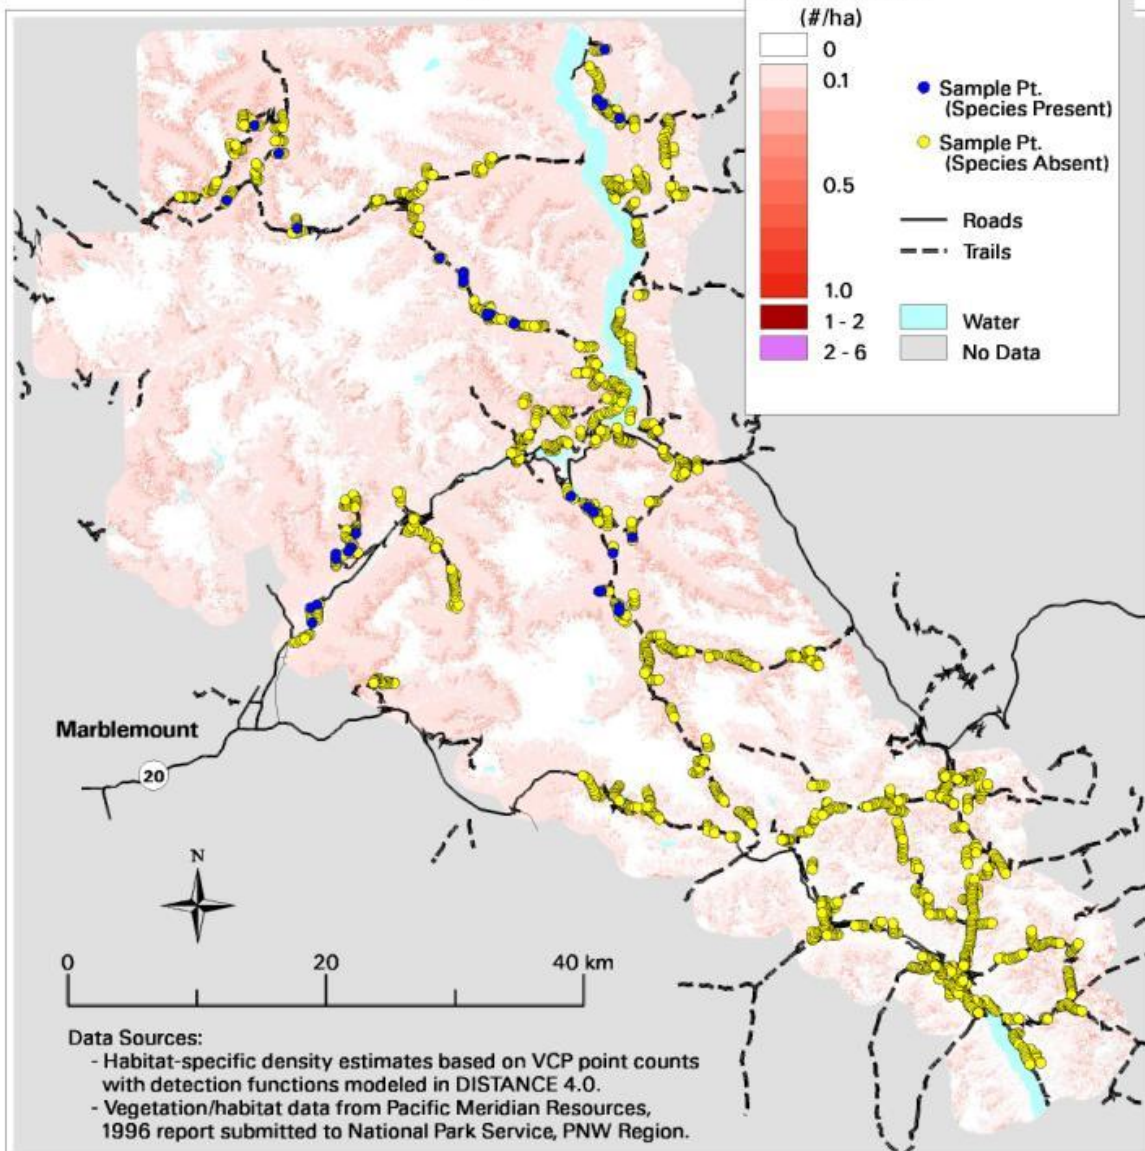 (#/ha)
0
0.1
0.5
1.0
1 - 2
2 - 6
Sample Pt.
(Species Present)
Sample Pt.
(Species Absent)
Roads
Trails
Water
No Data
Marblemount
20
N
0 20 40 km
Data Sources:
- Habitat-specific density estimates based on VCP point counts
with detection functions modeled in DISTANCE 4.0.
- Vegetation/habitat data from Pacific Meridian Resources,
1996 report submitted to National Park Service, PNW Region.